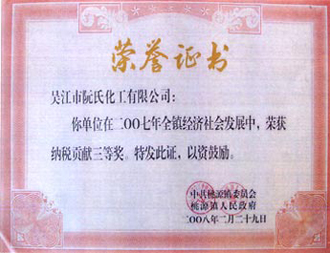 荣誉证书
吴江市阮氏化工有限公司：
你单位在二〇〇七年全镇经济社会发展中，荣获
纳税贡献三等奖。特发此证，以资鼓励。
中共桃源镇委员会
桃源镇人民政府
二〇〇八年二月二十九日